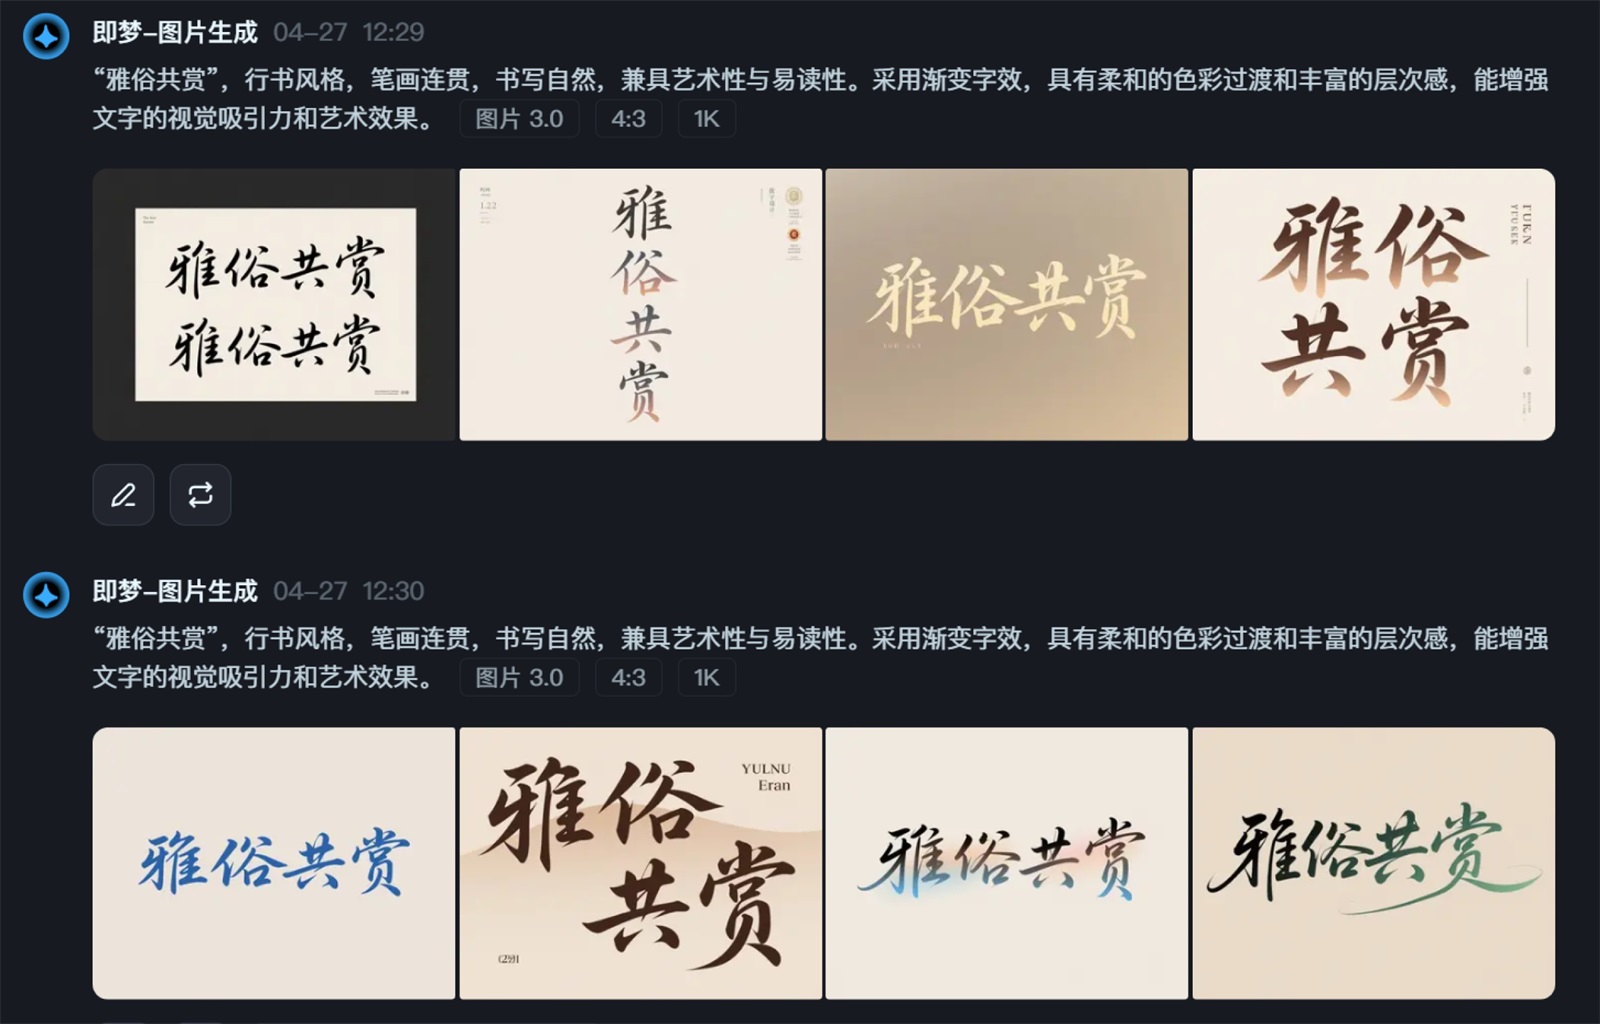 即梦–图片生成 04–27 12:29
“雅俗共赏”，行书风格，笔画连贯，书写自然，兼具艺术性与易读性。采用渐变字效，具有柔和的色彩过渡和丰富的层次感，能增强
文字的视觉吸引力和艺术效果。 图片 3.0 4:3 1K
雅俗共赏
雅俗共赏
1.22
雅
俗
共
赏
雅俗共赏
雅俗
共赏
即梦–图片生成 04–27 12:30
“雅俗共赏”，行书风格，笔画连贯，书写自然，兼具艺术性与易读性。采用渐变字效，具有柔和的色彩过渡和丰富的层次感，能增强
文字的视觉吸引力和艺术效果。 图片 3.0 4:3 1K
雅俗共赏
雅俗
共赏
YULNU
Eran
雅俗共赏
雅俗共赏